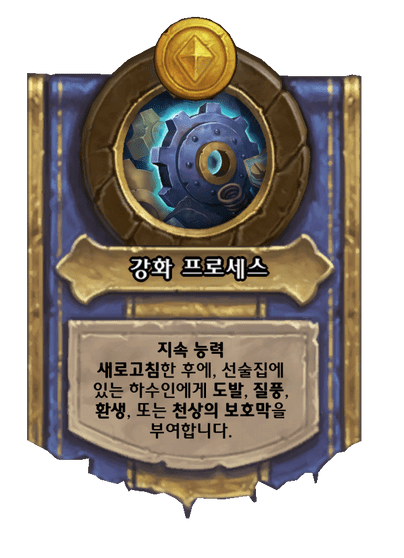 강화 프로세스
지속 능력
새로고침한 후에, 선술집에
있는 하수인에게 도발, 질풍,
환생, 또는 천상의 보호막을
부여합니다.